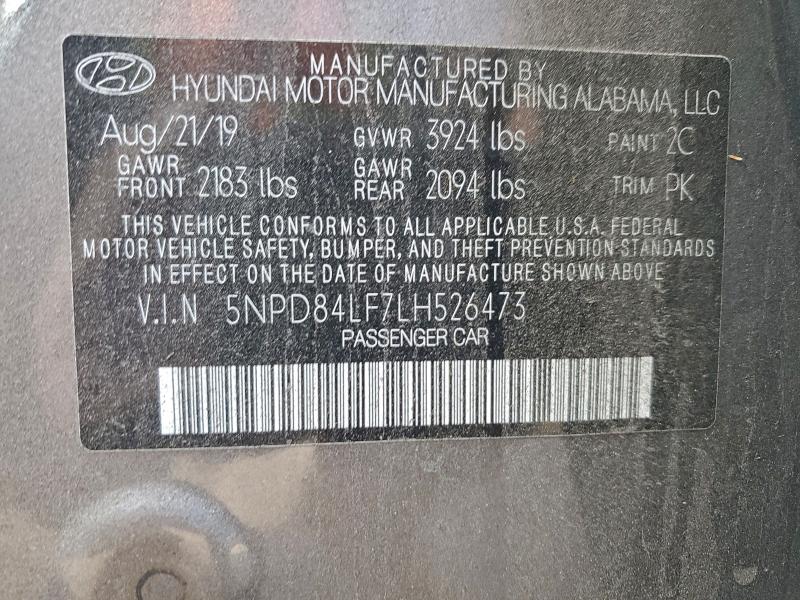 MANUFACTURED BY
HYUNDAI MOTOR MANUFACTURING ALABAMA, LLC
Aug/21/19 GVWR 3924 lbs PAINT 2C
GAWR FRONT 2183 lbs GAWR REAR 2094 lbs TRIM PK
THIS VEHICLE CONFORMS TO ALL APPLICABLE U.S.A. FEDERAL
MOTOR VEHICLE SAFETY, BUMPER, AND THEFT PREVENTION STANDARDS
IN EFFECT ON THE DATE OF MANUFACTURE SHOWN ABOVE
V.I.N 5NPD84LF7LH526473
PASSENGER CAR